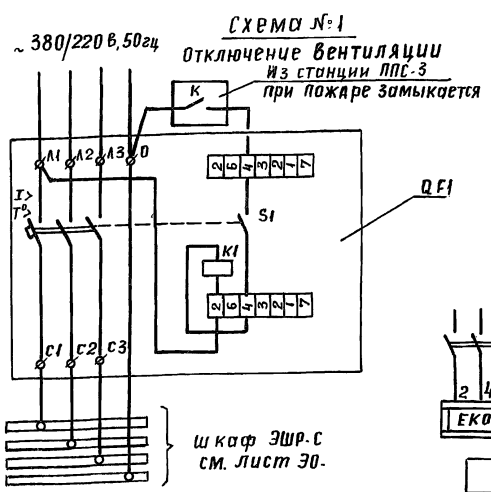 Схема №1
~ 380/220 В, 50гц
отключение вентиляции
из станции ППС-3
при пожаре замыкается
К
Л1 Л2 Л3 0
2 6 4 3 2 1 7
QF1
I>
T°>
S1
К1
2 6 4 3 2 1 7
С1 С2 С3
2 4
ЕКО
шкаф ЭШР-С
см. лист ЭО-